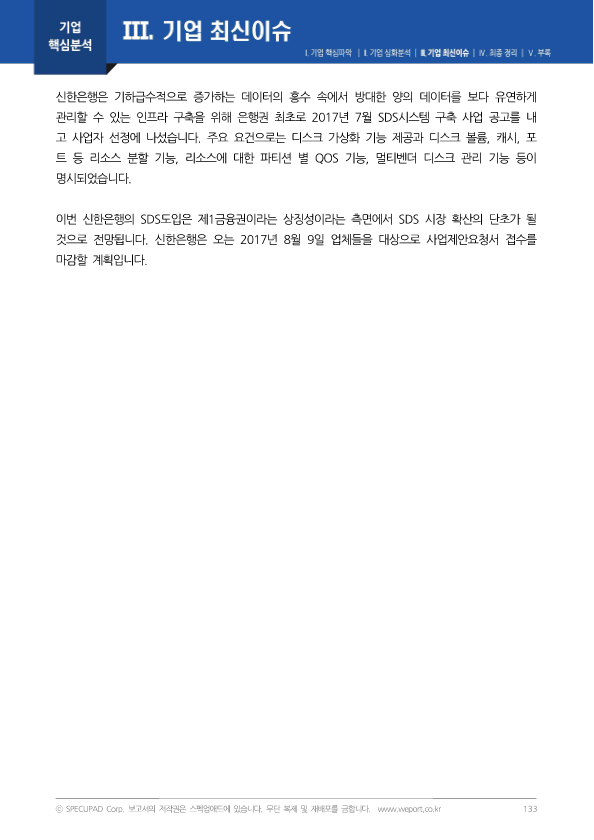 기업
핵심분석
III. 기업 최신이슈
I. 기업 핵심파악 | II. 기업 심화분석 | III. 기업 최신이슈 | IV. 최종 정리 | V. 부록
신한은행은 기하급수적으로 증가하는 데이터의 홍수 속에서 방대한 양의 데이터를 보다 유연하게
관리할 수 있는 인프라 구축을 위해 은행권 최초로 2017년 7월 SDS시스템 구축 사업 공고를 내
고 사업자 선정에 나섰습니다. 주요 요건으로는 디스크 가상화 기능 제공과 디스크 볼륨, 캐시, 포
트 등 리소스 분할 기능, 리소스에 대한 파티션 별 QOS 기능, 멀티벤더 디스크 관리 기능 등이
명시되었습니다.
이번 신한은행의 SDS도입은 제1금융권이라는 상징성이라는 측면에서 SDS 시장 확산의 단초가 될
것으로 전망됩니다. 신한은행은 오는 2017년 8월 9일 업체들을 대상으로 사업제안요청서 접수를
마감할 계획입니다.
ⓒ SPECUPAD Corp. 보고서의 저작권은 스펙업애드에 있습니다. 무단 복제 및 재배포를 금합니다. www.weport.co.kr 133